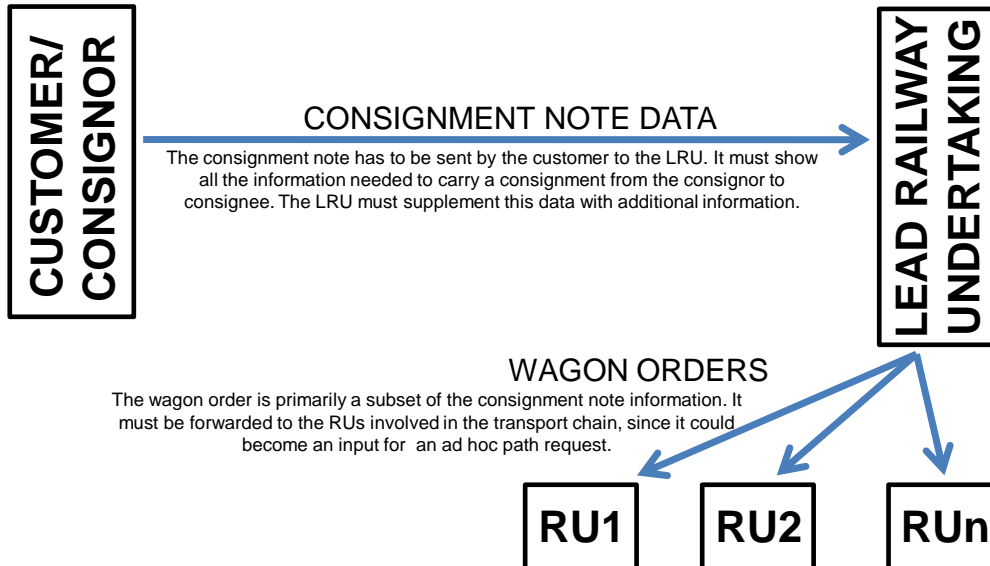 CUSTOMER/
CONSIGNOR
CONSIGNMENT NOTE DATA
The consignment note has to be sent by the customer to the LRU. It must show
all the information needed to carry a consignment from the consignor to
consignee. The LRU must supplement this data with additional information.
LEAD RAILWAY
UNDERTAKING
WAGON ORDERS
The wagon order is primarily a subset of the consignment note information. It
must be forwarded to the RUs involved in the transport chain, since it could
become an input for an ad hoc path request.
RU1
RU2
RUn